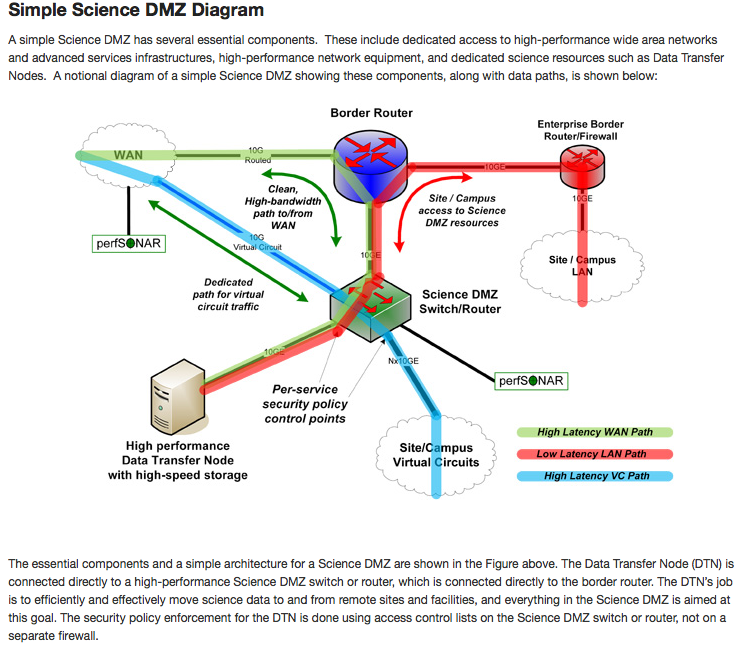 Simple Science DMZ Diagram
A simple Science DMZ has several essential components.  These include dedicated access to high-performance wide area networks
and advanced services infrastructures, high-performance network equipment, and dedicated science resources such as Data Transfer
Nodes.  A notional diagram of a simple Science DMZ showing these components, along with data paths, is shown below:
Border Router
Enterprise Border
Router/Firewall
WAN
10G
Routed
10GE
Clean,
High-bandwidth
path to/from
WAN
Site / Campus
access to Science
DMZ resources
10GE
perfSONAR
10G
Virtual Circuit
10GE
Site / Campus
LAN
Dedicated
path for virtual
circuit traffic
Science DMZ
Switch/Router
10GE
Nx10GE
perfSONAR
Per-service
security policy
control points
High performance
Data Transfer Node
with high-speed storage
Site/Campus
Virtual Circuits
High Latency WAN Path
Low Latency LAN Path
High Latency VC Path
The essential components and a simple architecture for a Science DMZ are shown in the Figure above. The Data Transfer Node (DTN) is
connected directly to a high-performance Science DMZ switch or router, which is connected directly to the border router. The DTN's job
is to efficiently and effectively move science data to and from remote sites and facilities, and everything in the Science DMZ is aimed at
this goal. The security policy enforcement for the DTN is done using access control lists on the Science DMZ switch or router, not on a
separate firewall.